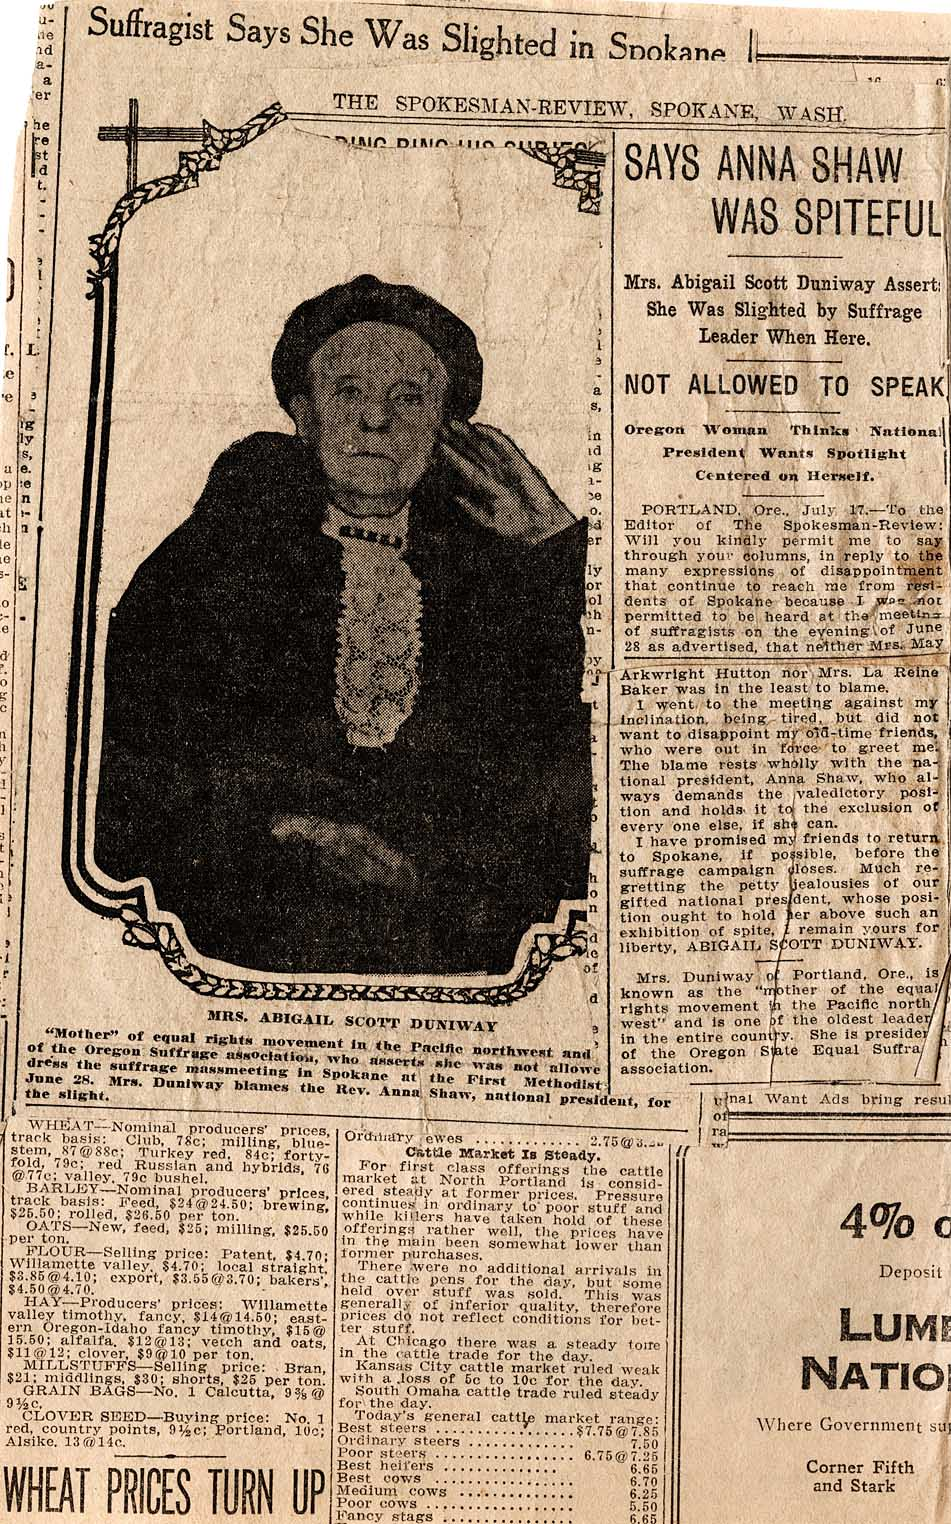 Suffragist Says She Was Slighted in Spokane
THE SPOKESMAN-REVIEW, SPOKANE, WASH.
SAYS ANNA SHAW
WAS SPITEFUL
Mrs. Abigail Scott Duniway Assert
She Was Slighted by Suffrage
Leader When Here.
NOT ALLOWED TO SPEAK
Oregon Woman Thinks National
President Wants Spotlight
Centered on Herself.
PORTLAND, Ore., July 17.—To the
Editor of The Spokesman-Review:
Will you kindly permit me to say
through your columns, in reply to the
many expressions of disappointment
that continue to reach me from resi-
dents of Spokane because I was not
permitted to be heard at the meeting
of suffragists on the evening of June
28 as advertised, that neither Mrs. May
Arkwright Hutton nor Mrs. La Reine
Baker was in the least to blame.
I went to the meeting against my
inclination, being tired, but did not
want to disappoint my old-time friends,
who were out in force to greet me.
The blame rests wholly with the na-
tional president, Anna Shaw, who al-
ways demands the valedictory posi-
tion and holds it to the exclusion of
every one else, if she can.
I have promised my friends to return
to Spokane, if possible, before the
suffrage campaign closes. Much re-
gretting the petty jealousies of our
gifted national president, whose posi-
tion ought to hold her above such an
exhibition of spite, I remain yours for
liberty, ABIGAIL SCOTT DUNIWAY.
Mrs. Duniway of Portland, Ore., is
known as the "mother of the equal
rights movement in the Pacific north
west" and is one of the oldest leader
in the entire country. She is presider
of the Oregon State Equal Suffra
association.
MRS. ABIGAIL SCOTT DUNIWAY
"Mother" of equal rights movement in the Pacific northwest and
of the Oregon Suffrage association, who asserts she was not allowe
dress the suffrage massmeeting in Spokane at the First Methodist
June 28. Mrs. Duniway blames the Rev. Anna Shaw, national president, for
the slight.
nal Want Ads bring resul
WHEAT—Nominal producers' prices,
track basis: Club, 78c; milling, blue-
stem, 87@88c; Turkey red, 84c; forty-
fold, 79c; red Russian and hybrids, 76
@77c; valley, 79c bushel.
BARLEY—Nominal producers' prices,
track basis: Feed, $24@24.50; brewing,
$25.50; rolled, $26.50 per ton.
OATS—New, feed, $25; milling, $25.50
per ton.
FLOUR—Selling price: Patent, $4.70;
Willamette valley, $4.70; local straight,
$3.85@4.10; export, $3.55@3.70; bakers',
$4.50@4.70.
HAY—Producers' prices: Willamette
valley timothy, fancy, $14@14.50; east-
ern Oregon-Idaho fancy timothy, $15@
15.50; alfalfa, $12@13; vetch and oats,
$11@12; clover, $9@10 per ton.
MILLSTUFFS—Selling price: Bran,
$21; middlings, $30; shorts, $25 per ton.
GRAIN BAGS—No. 1 Calcutta, 9⅜@
9½c.
CLOVER SEED—Buying price: No. 1
red, country points, 9½c; Portland, 10c;
Alsike, 13@14c.
WHEAT PRICES TURN UP
Ordinary ewes ............ 2.75@3.
Cattle Market Is Steady.
For first class offerings the cattle
market at North Portland is consid-
ered steady at former prices. Pressure
continues in ordinary to poor stuff and
while killers have taken hold of these
offerings rather well, the prices have
in the main been somewhat lower than
former purchases.
There were no additional arrivals in
the cattle pens for the day, but some
held over stuff was sold. This was
generally of inferior quality, therefore
prices do not reflect conditions for bet-
ter stuff.
At Chicago there was a steady tone
in the cattle trade for the day.
Kansas City cattle market ruled weak
with a loss of 5c to 10c for the day.
South Omaha cattle trade ruled steady
for the day.
Today's general cattle market range:
Best steers ............ $7.75@7.85
Ordinary steers ............ 7.50
Poor steers ............ 6.75@7.25
Best heifers ............ 6.65
Best cows ............ 6.70
Medium cows ............ 6.25
Poor cows ............ 5.50
Fancy stags ............ 6.65
4%
Deposit
LUM
NATIO
Where Government su
Corner Fifth
and Stark